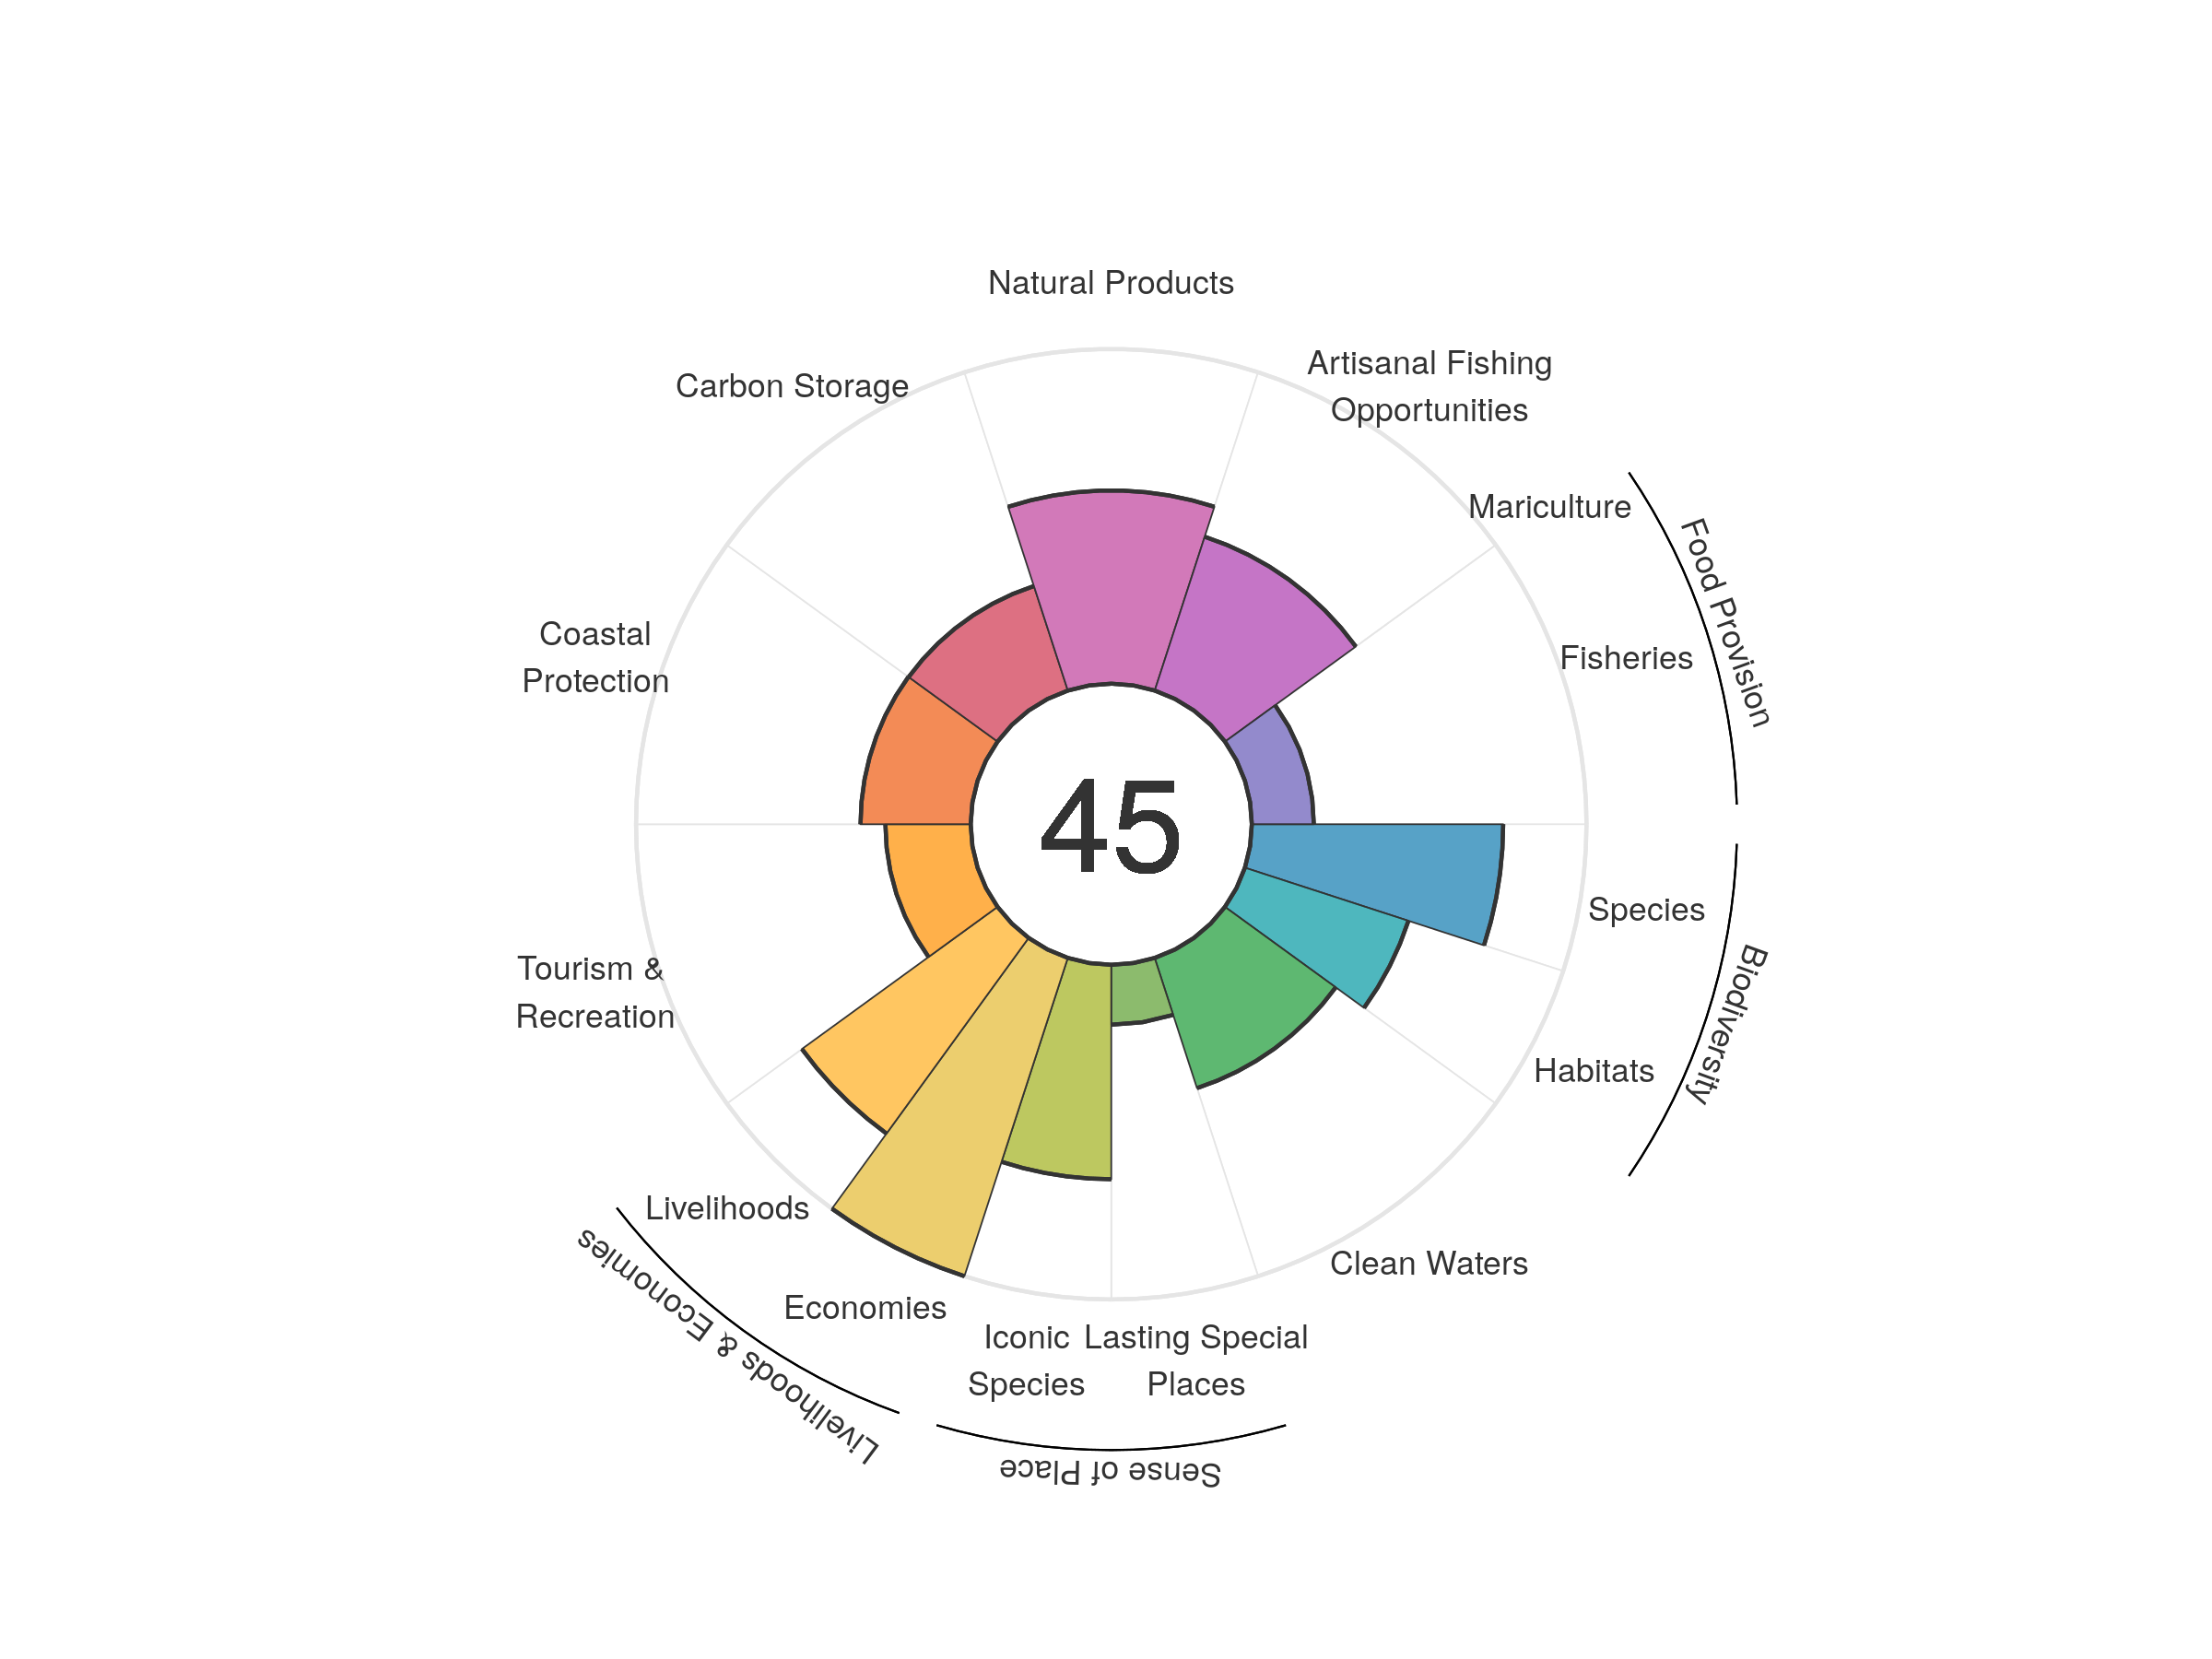 Natural Products
Artisanal Fishing
Opportunities
Carbon Storage
Mariculture
Food Provision
Coastal
Protection
Fisheries
45
Species
Biodiversity
Tourism &
Recreation
Habitats
Livelihoods
Clean Waters
Economies
Livelihoods & Economies
Iconic
Species
Lasting Special
Places
Sense of Place